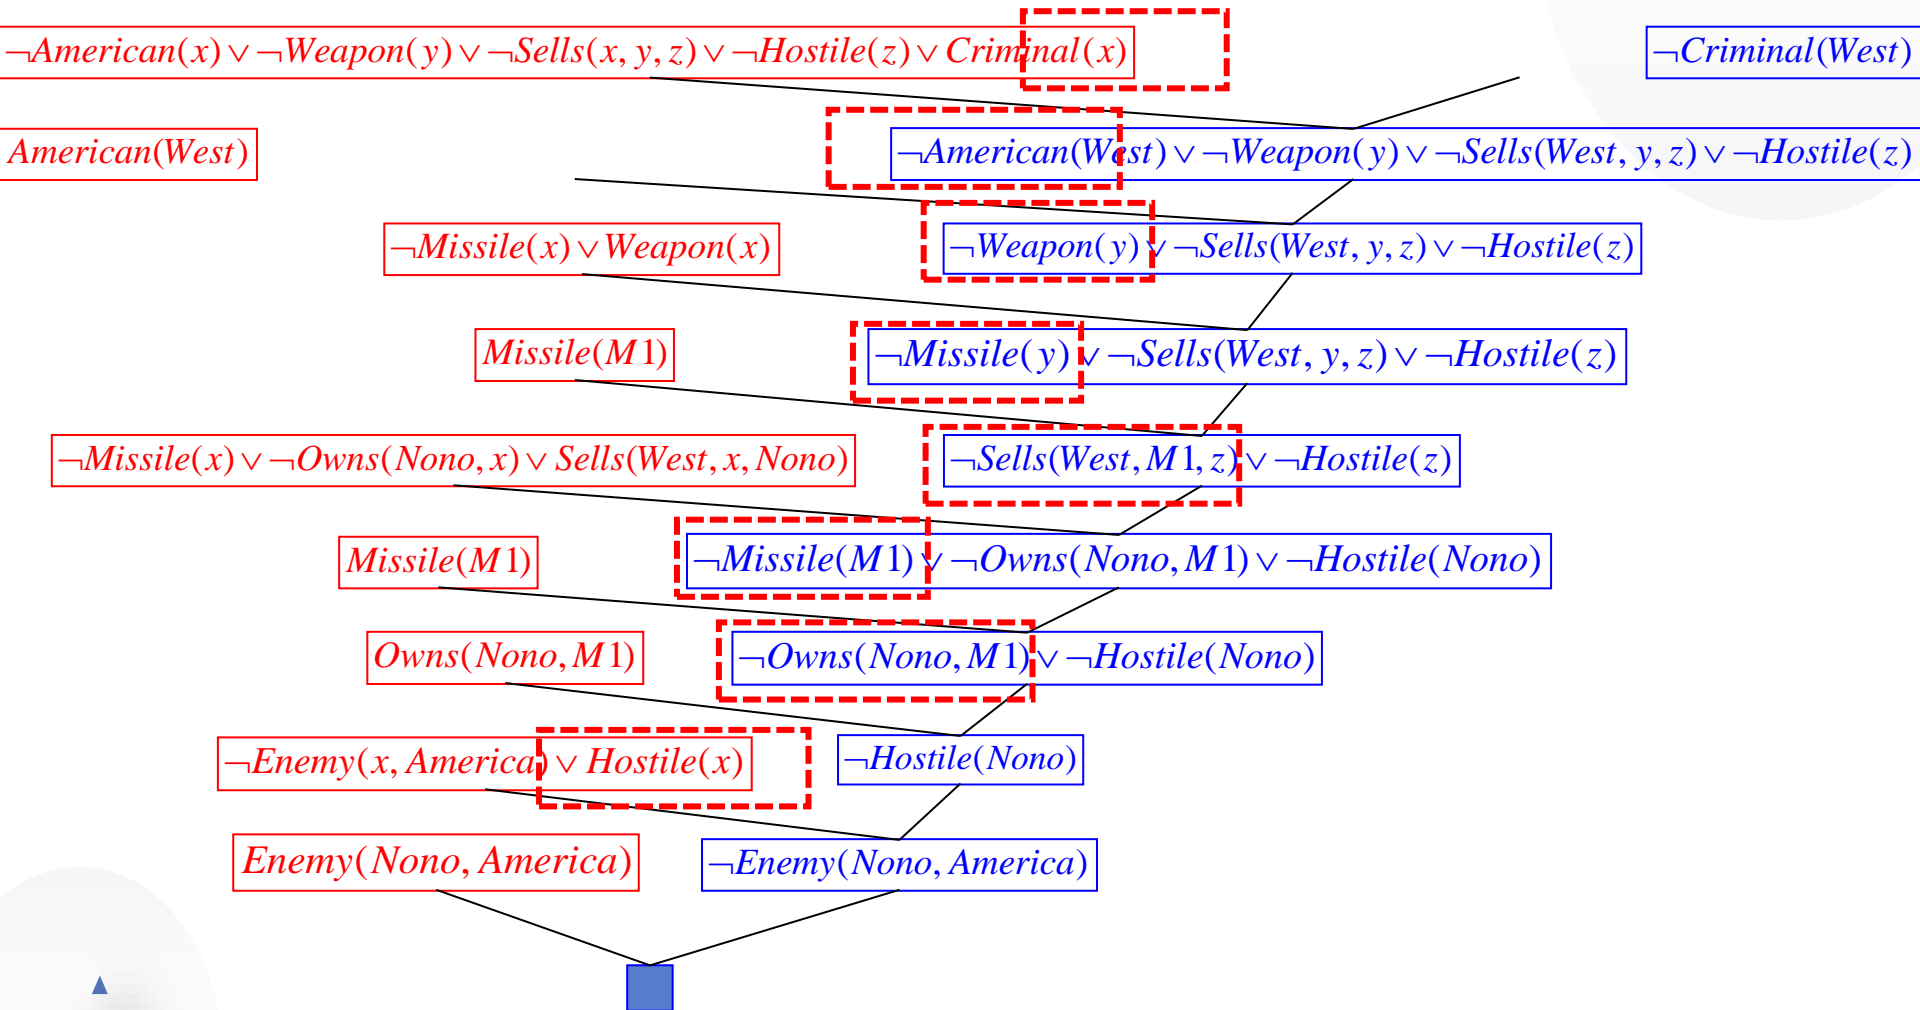 ¬American(x) ∨ ¬Weapon(y) ∨ ¬Sells(x, y, z) ∨ ¬Hostile(z) ∨ Criminal(x)
¬Criminal(West)
American(West)
¬American(West) ∨ ¬Weapon(y) ∨ ¬Sells(West, y, z) ∨ ¬Hostile(z)
¬Missile(x) ∨ Weapon(x)
¬Weapon(y) ∨ ¬Sells(West, y, z) ∨ ¬Hostile(z)
Missile(M1)
¬Missile(y) ∨ ¬Sells(West, y, z) ∨ ¬Hostile(z)
¬Missile(x) ∨ ¬Owns(Nono, x) ∨ Sells(West, x, Nono)
¬Sells(West, M1, z) ∨ ¬Hostile(z)
Missile(M1)
¬Missile(M1) ∨ ¬Owns(Nono, M1) ∨ ¬Hostile(Nono)
Owns(Nono, M1)
¬Owns(Nono, M1) ∨ ¬Hostile(Nono)
¬Enemy(x, America) ∨ Hostile(x)
¬Hostile(Nono)
Enemy(Nono, America)
¬Enemy(Nono, America)